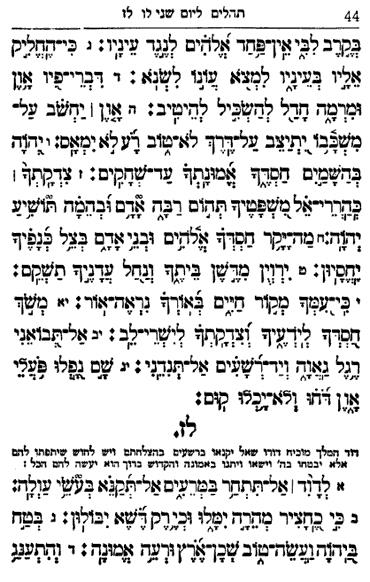 תהלים ליום שני לו לז 44
בְּקֶרֶב לִבִּי אֵין־פַּחַד אֱלֹהִים לְנֶגֶד עֵינָיו׃ ג כִּי־הֶחֱלִיק
אֵלָיו בְּעֵינָיו לִמְצֹא עֲוֹנוֹ לִשְׂנֹא׃ ד דִּבְרֵי־פִיו אָוֶן
וּמִרְמָה חָדַל לְהַשְׂכִּיל לְהֵיטִיב׃ ה אָוֶן | יַחְשֹׁב עַל־
מִשְׁכָּבוֹ יִתְיַצֵּב עַל־דֶּרֶךְ לֹא־טוֹב רָע לֹא יִמְאָס׃ ו יְהוָֹה
בְּהַשָּׁמַיִם חַסְדֶּךָ אֱמוּנָתְךָ עַד־שְׁחָקִים׃ ז צִדְקָתְךָ |
כְּהַרְרֵי־אֵל מִשְׁפָּטֶיךָ תְּהוֹם רַבָּה אָדָם וּבְהֵמָה תוֹשִׁיעַ
יְהוָֹה׃ ח מַה־יָּקָר חַסְדְּךָ אֱלֹהִים וּבְנֵי אָדָם בְּצֵל כְּנָפֶיךָ
יֶחֱסָיוּן׃ ט יִרְוְיֻן מִדֶּשֶׁן בֵּיתֶךָ וְנַחַל עֲדָנֶיךָ תַשְׁקֵם׃
י כִּי־עִמְּךָ מְקוֹר חַיִּים בְּאוֹרְךָ נִרְאֶה־אוֹר׃ יא מְשֹׁךְ
חַסְדְּךָ לְיֹדְעֶיךָ וְצִדְקָתְךָ לְיִשְׁרֵי־לֵב׃ יב אַל־תְּבוֹאֵנִי
רֶגֶל גַּאֲוָה וְיַד־רְשָׁעִים אַל־תְּנִדֵנִי׃ יג שָׁם נָפְלוּ פֹּעֲלֵי
אָוֶן דֹּחוּ וְלֹא־יָכְלוּ קוּם׃
לז.
דוד המלך מוכיח דורו שאל יקנאו ברשעים בהצלחתם ויש לחוש שיתפתו להם
אלא יבטחו בה' וישאו ויתנו באמונה והקדוש ברוך הוא יעשה להם הכל׃
א לְדָוִד | אַל־תִּתְחַר בַּמְּרֵעִים אַל־תְּקַנֵּא בְּעֹשֵׂי עַוְלָה׃
ב כִּי כֶחָצִיר מְהֵרָה יִמָּלוּ וּכְיֶרֶק דֶּשֶׁא יִבּוֹלוּן׃ ג בְּטַח
בַּיהוָֹה וַעֲשֵׂה־טוֹב שְׁכָן־אֶרֶץ וּרְעֵה אֱמוּנָה׃ ד וְהִתְעַנַּג